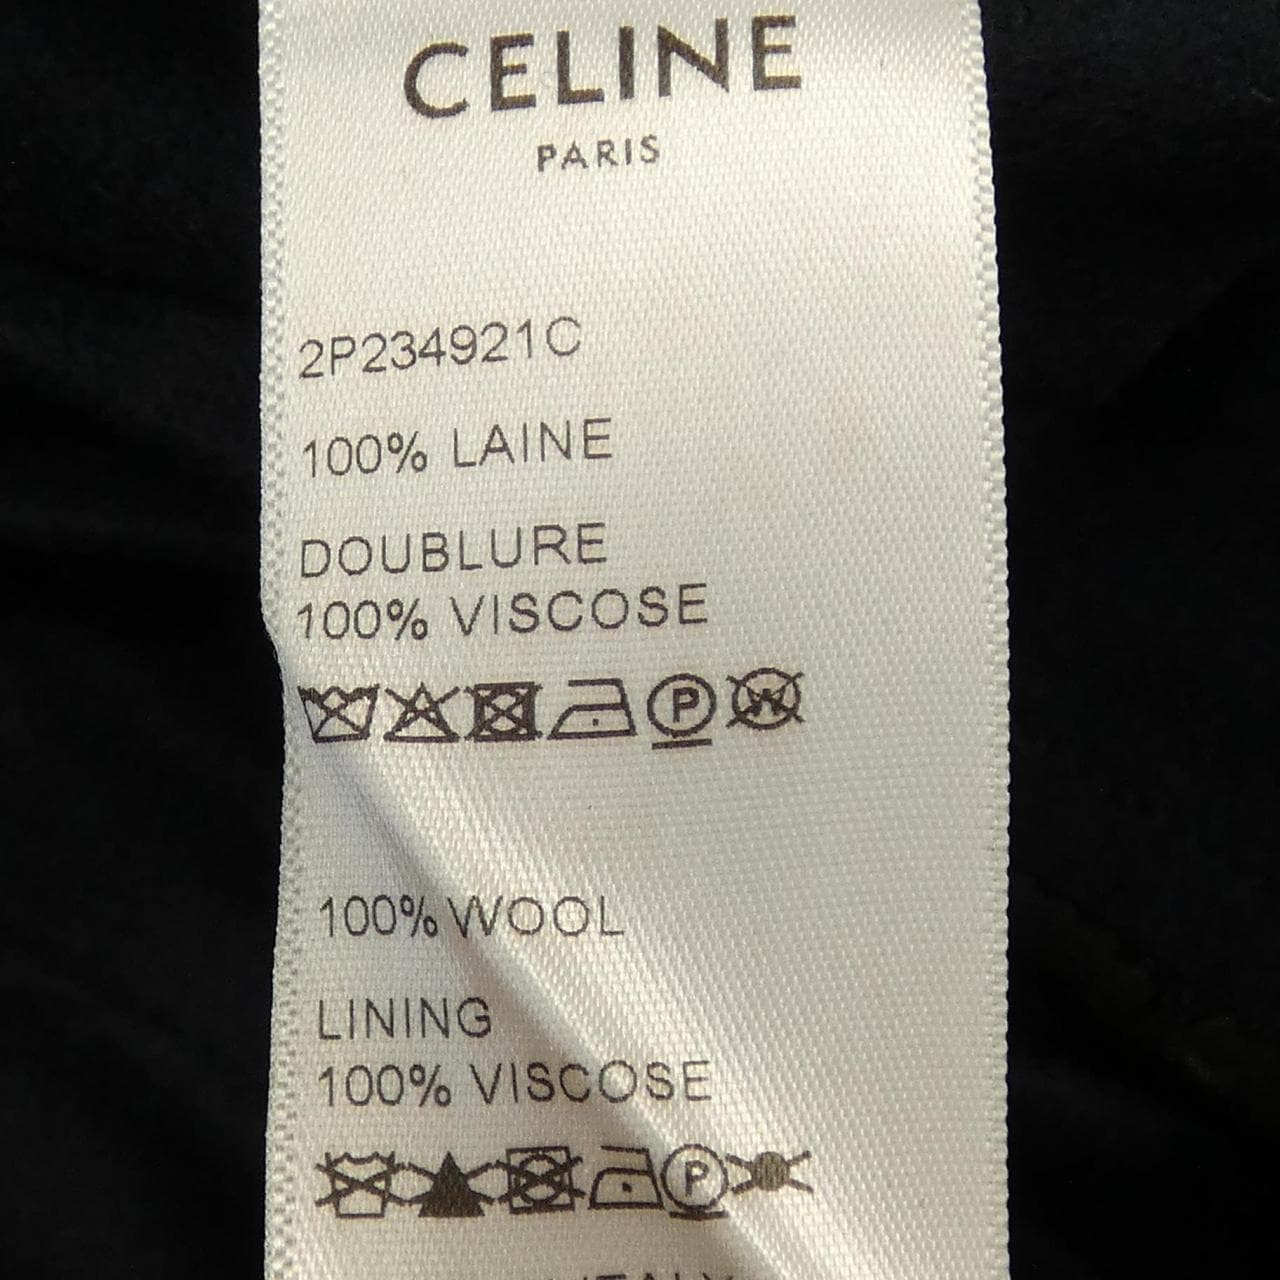 CELINE
PARIS
2P234921C
100% LAINE
DOUBLURE
100% VISCOSE
P W
100% WOOL
LINING
100% VISCOSE
P